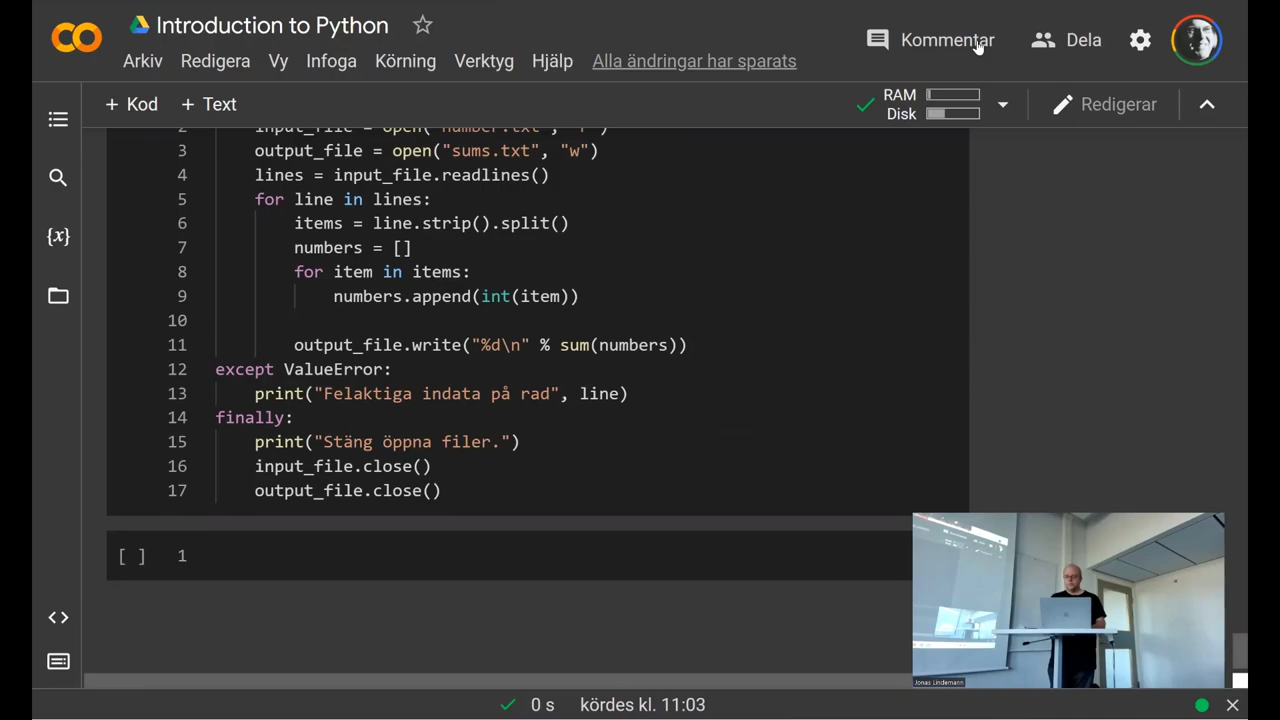 Introduction to Python
Kommentar
Dela
Arkiv Redigera Vy Infoga Körning Verktyg Hjälp Alla ändringar har sparats
+ Kod + Text
RAM
Disk
Redigerar
2 input_file = open("number.txt", "r")
3 output_file = open("sums.txt", "w")
4 lines = input_file.readlines()
5 for line in lines:
6 items = line.strip().split()
7 numbers = []
8 for item in items:
9 numbers.append(int(item))
10
11 output_file.write("%d\n" % sum(numbers))
12 except ValueError:
13 print("Felaktiga indata på rad", line)
14 finally:
15 print("Stäng öppna filer.")
16 input_file.close()
17 output_file.close()
[ ] 1
Jonas Lindemann
0 s kördes kl. 11:03